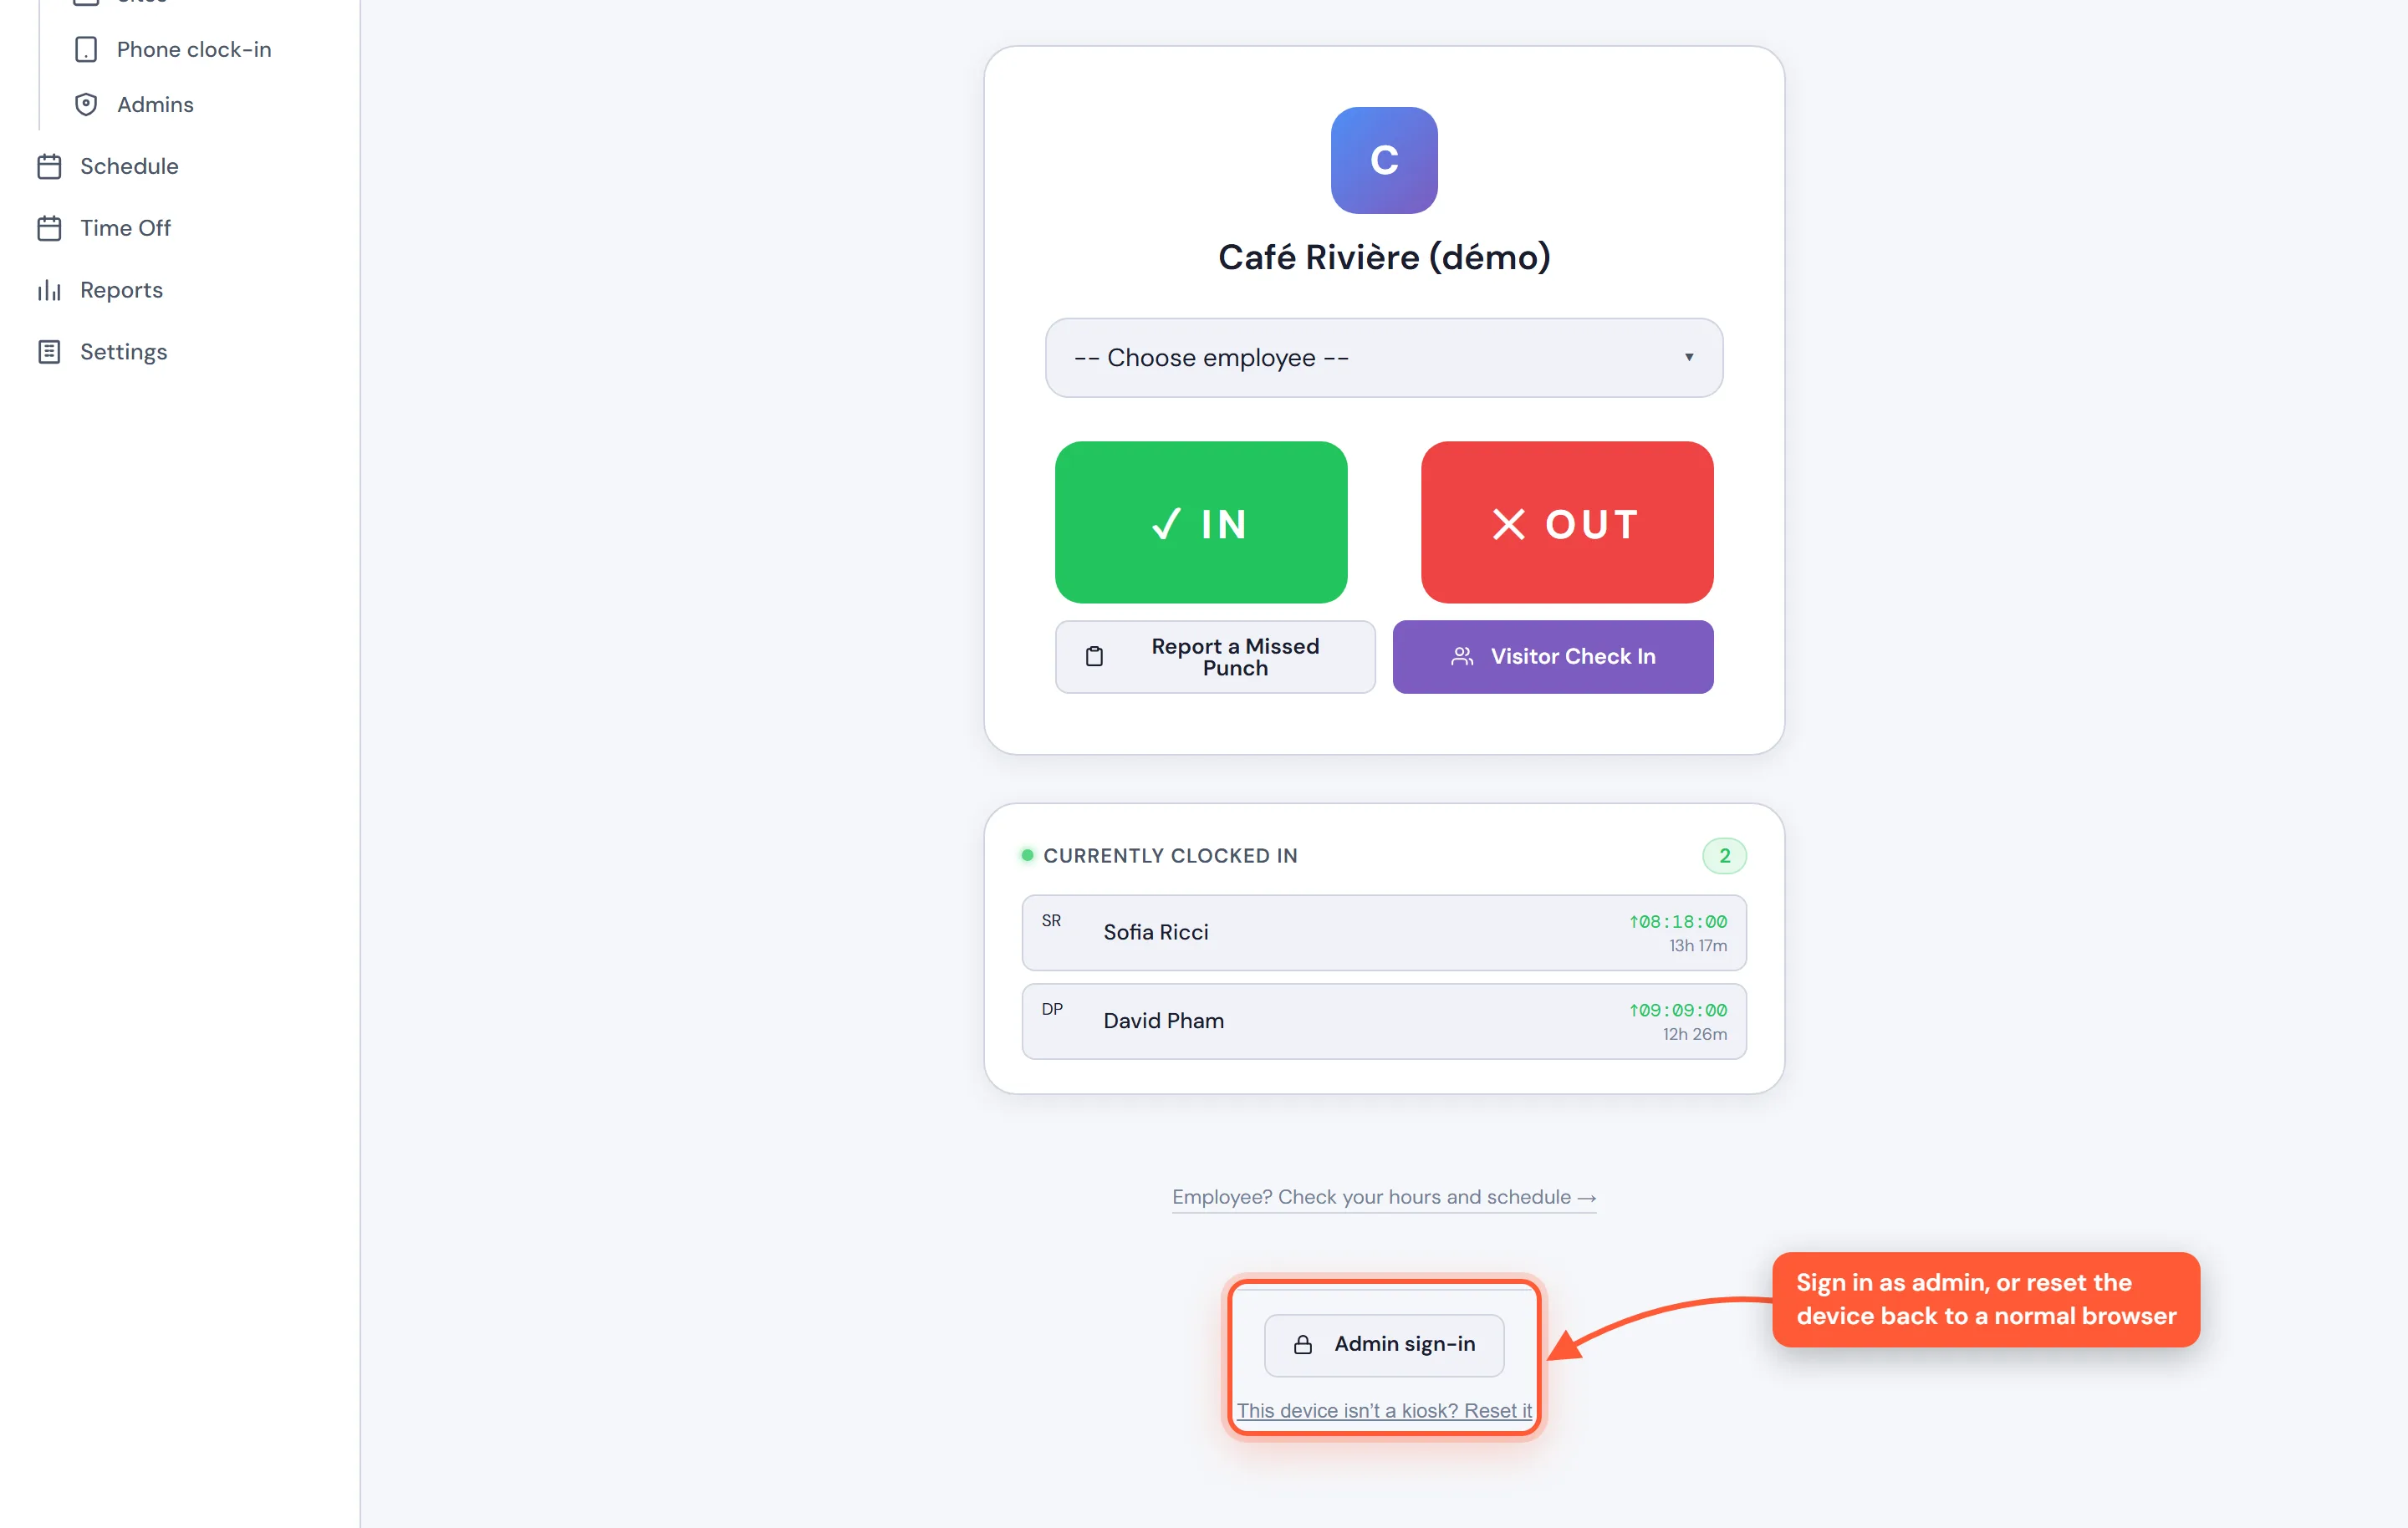 Phone clock-in
Admins
Schedule
Time Off
Reports
Settings
C
Café Rivière (démo)
-- Choose employee --
✓ IN
✕ OUT
Report a Missed
Punch
Visitor Check In
CURRENTLY CLOCKED IN
2
SR
Sofia Ricci
↑08:18:00
13h 17m
DP
David Pham
↑09:09:00
12h 26m
Employee? Check your hours and schedule →
Admin sign-in
This device isn't a kiosk? Reset it
Sign in as admin, or reset the
device back to a normal browser